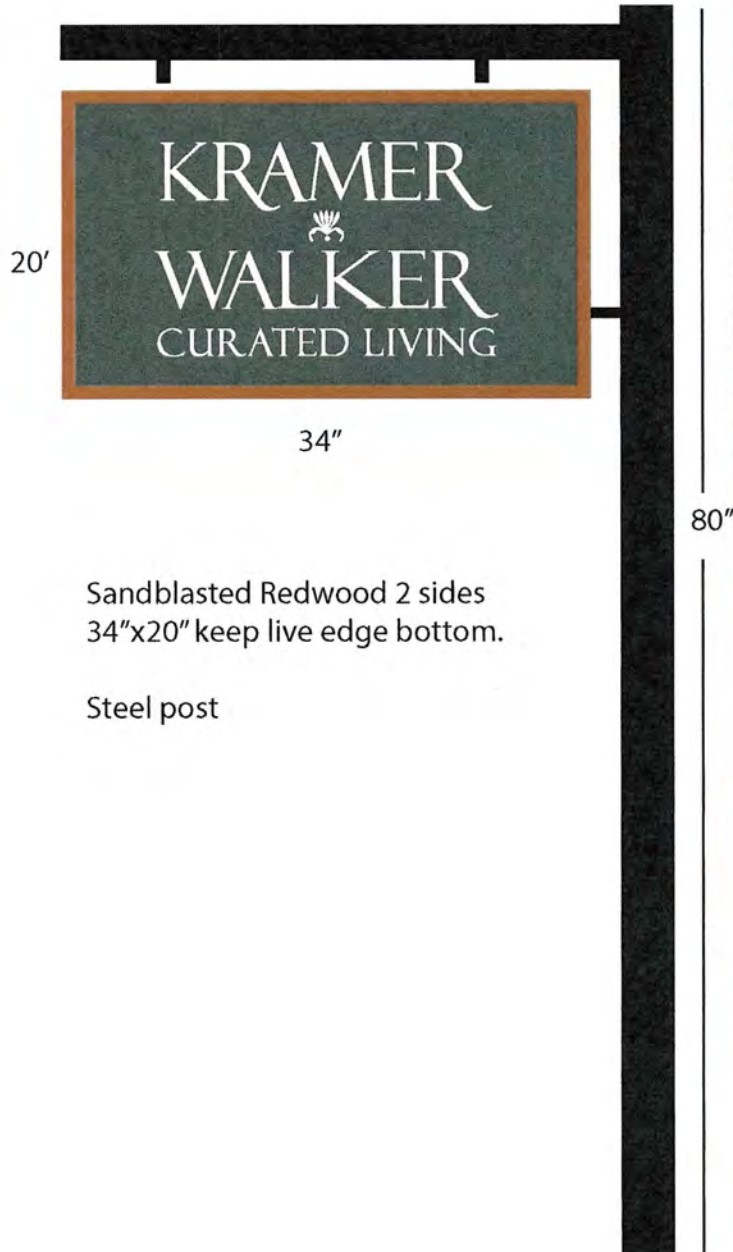 KRAMER
WALKER
CURATED LIVING
20'
34"
80"
Sandblasted Redwood 2 sides
34"x20" keep live edge bottom.
Steel post